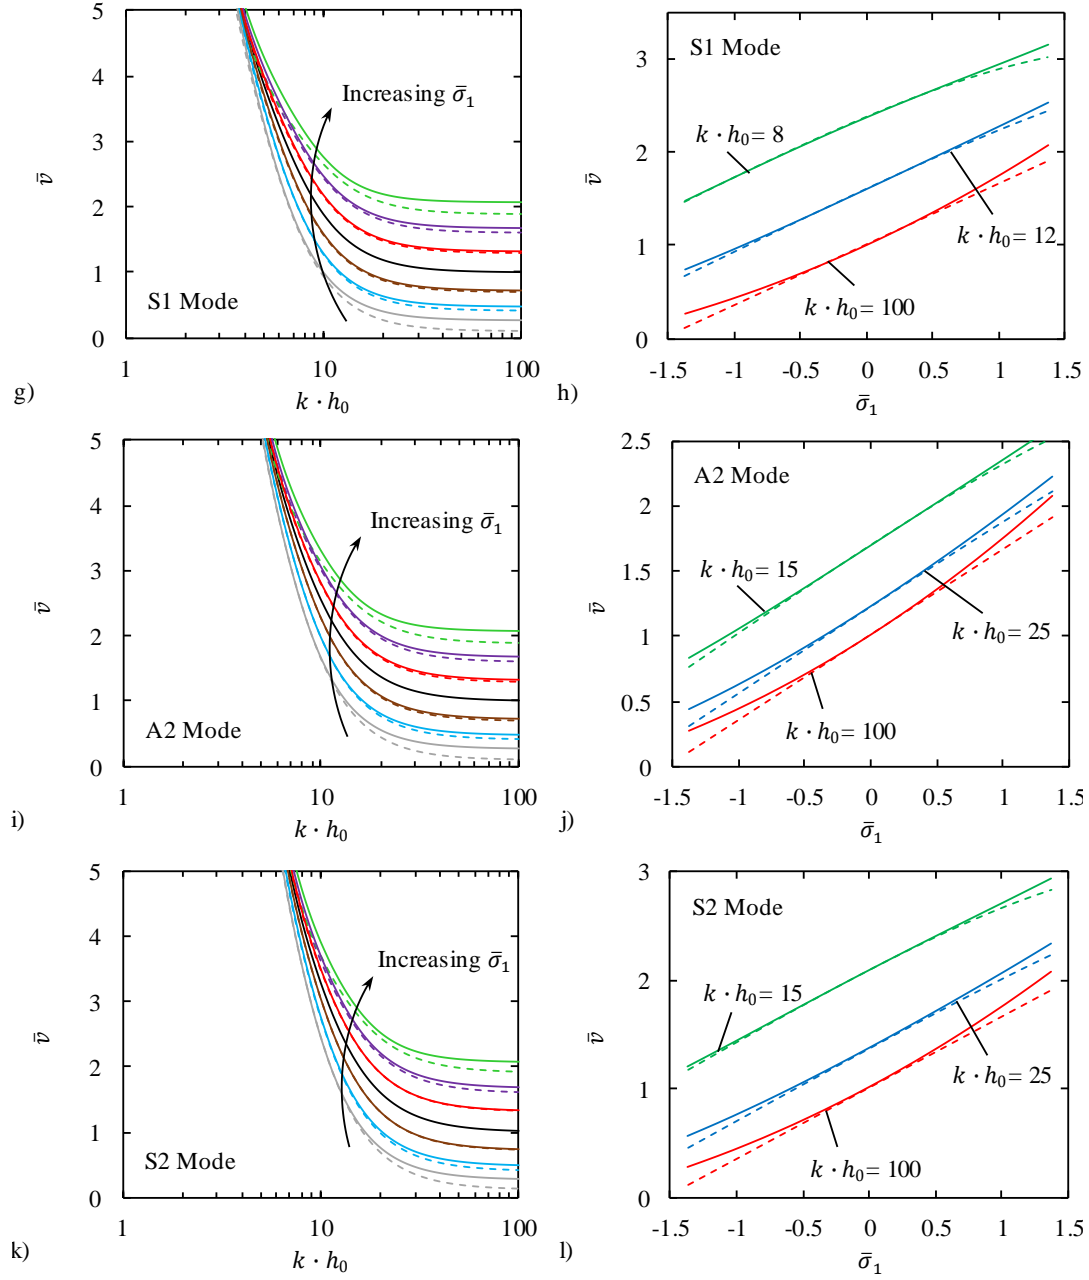 5
4
3
2
1
0
v̄
Increasing σ̄₁
S1 Mode
1
10
100
g)
k · h₀
3
2
1
0
v̄
S1 Mode
k · h₀= 8
k · h₀= 12
k · h₀= 100
-1.5
-1
-0.5
0
0.5
1
1.5
h)
σ̄₁
5
4
3
2
1
0
v̄
Increasing σ̄₁
A2 Mode
1
10
100
i)
k · h₀
2.5
2
1.5
1
0.5
0
v̄
A2 Mode
k · h₀= 15
k · h₀= 25
k · h₀= 100
-1.5
-1
-0.5
0
0.5
1
1.5
j)
σ̄₁
5
4
3
2
1
0
v̄
Increasing σ̄₁
S2 Mode
1
10
100
k)
k · h₀
3
2
1
0
v̄
S2 Mode
k · h₀= 15
k · h₀= 25
k · h₀= 100
-1.5
-1
-0.5
0
0.5
1
1.5
l)
σ̄₁